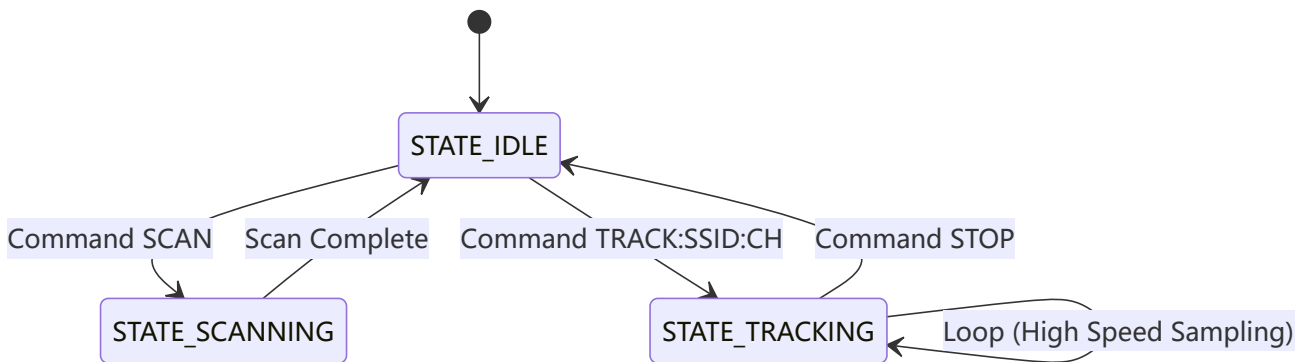 STATE_IDLE
Command SCAN
Scan Complete
Command TRACK:SSID:CH
Command STOP
STATE_SCANNING
STATE_TRACKING
Loop (High Speed Sampling)